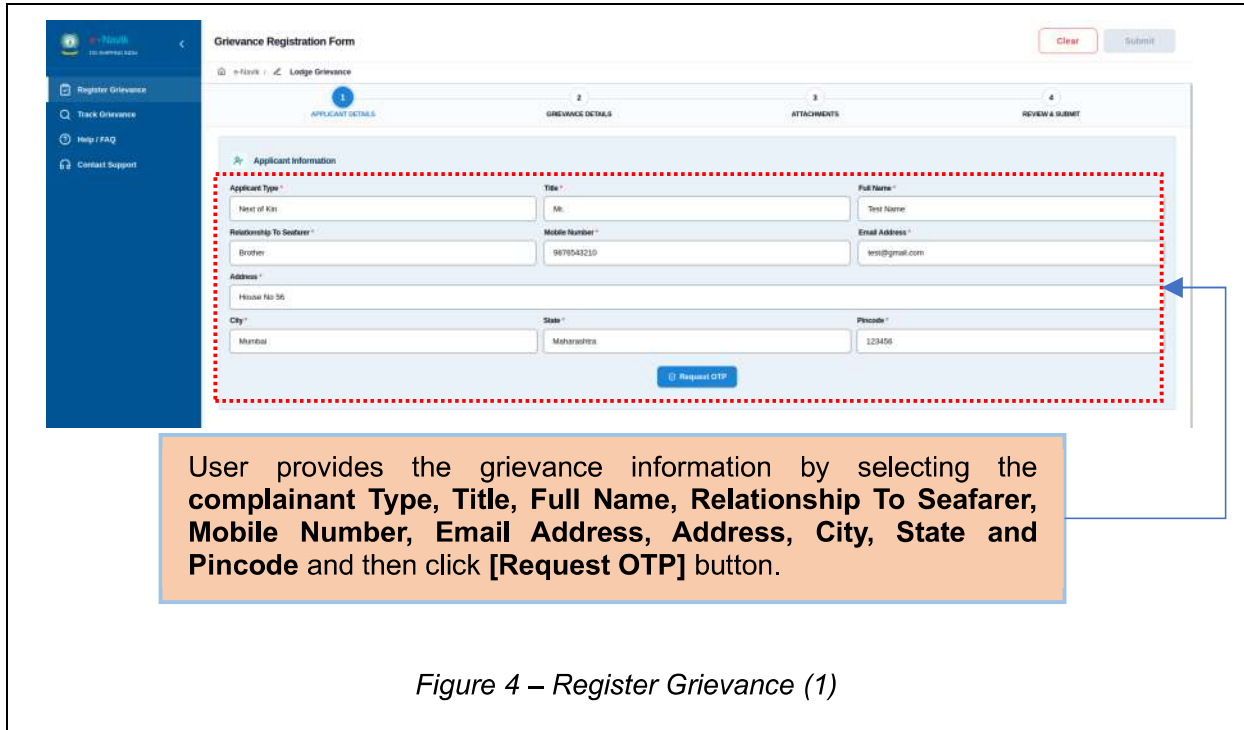 e-Navik
DG SHIPPING INDIA
Grievance Registration Form
Clear
Submit
e-Navik / Lodge Grievance
Register Grievance
Track Grievance
Help / FAQ
Contact Support
1
APPLICANT DETAILS
2
GRIEVANCE DETAILS
3
ATTACHMENTS
4
REVIEW & SUBMIT
Applicant Information
Applicant Type *
Title *
Full Name *
Next of Kin
Mr.
Test Name
Relationship To Seafarer *
Mobile Number *
Email Address *
Brother
9876543210
test@gmail.com
Address *
House No 56
City *
State *
Pincode *
Mumbai
Maharashtra
123456
Request OTP
User provides the grievance information by selecting the
complainant Type, Title, Full Name, Relationship To Seafarer,
Mobile Number, Email Address, Address, City, State and
Pincode and then click [Request OTP] button.
Figure 4 – Register Grievance (1)